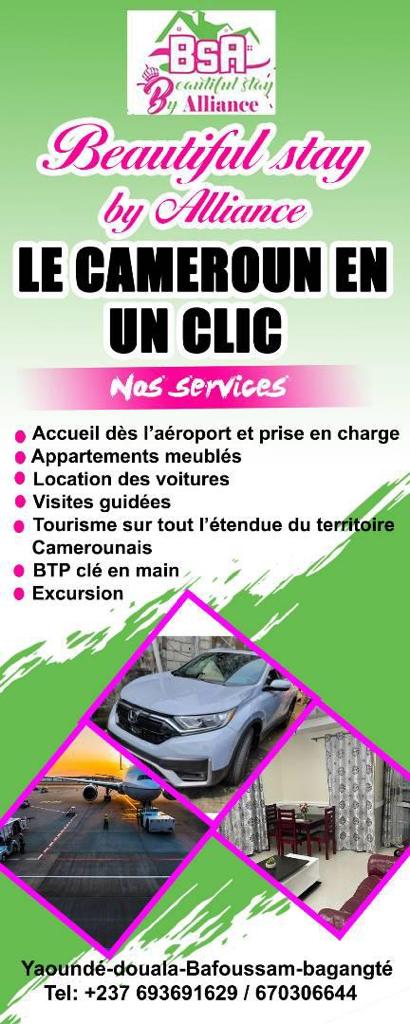 BSA
Beautiful stay
By Alliance
Beautiful stay
by Alliance
LE CAMEROUN EN
UN CLIC
Nos services
Accueil dès l'aéroport et prise en charge
Appartements meublés
Location des voitures
Visites guidées
Tourisme sur tout l'étendue du territoire
Camerounais
BTP clé en main
Excursion
Yaoundé-douala-Bafoussam-bagangté
Tel: +237 693691629 / 670306644